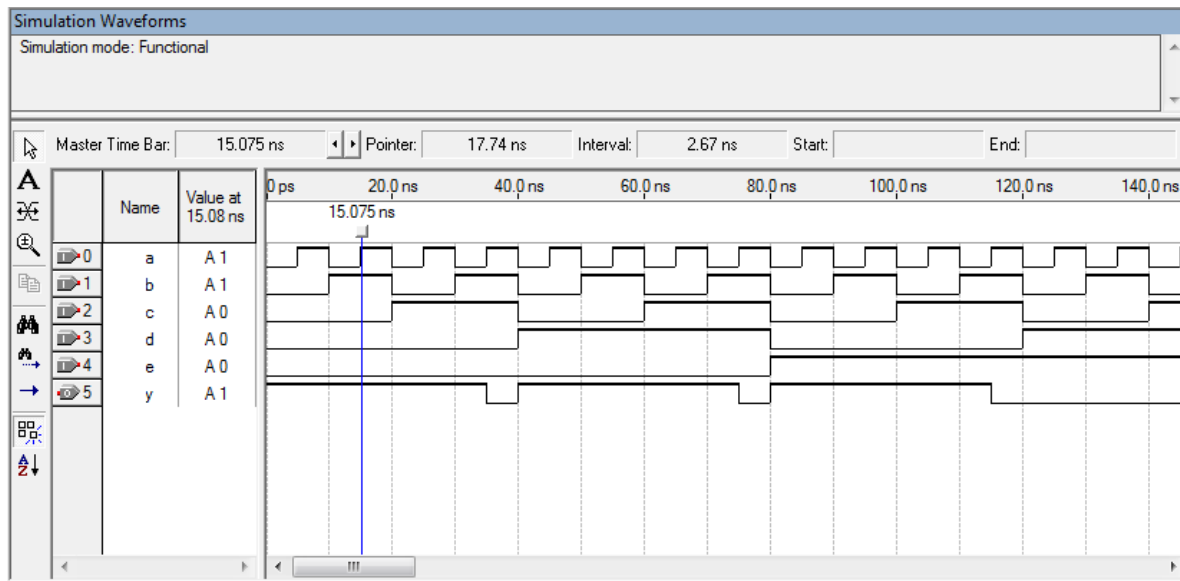 Simulation Waveforms
Simulation mode: Functional
Master Time Bar: 15.075 ns Pointer: 17.74 ns Interval: 2.67 ns Start: End:
Name Value at 15.08 ns
0 ps 20.0 ns 40.0 ns 60.0 ns 80.0 ns 100.0 ns 120.0 ns 140.0 ns
15.075 ns
0 a A 1
1 b A 1
2 c A 0
3 d A 0
4 e A 0
5 y A 1
A
A
Z